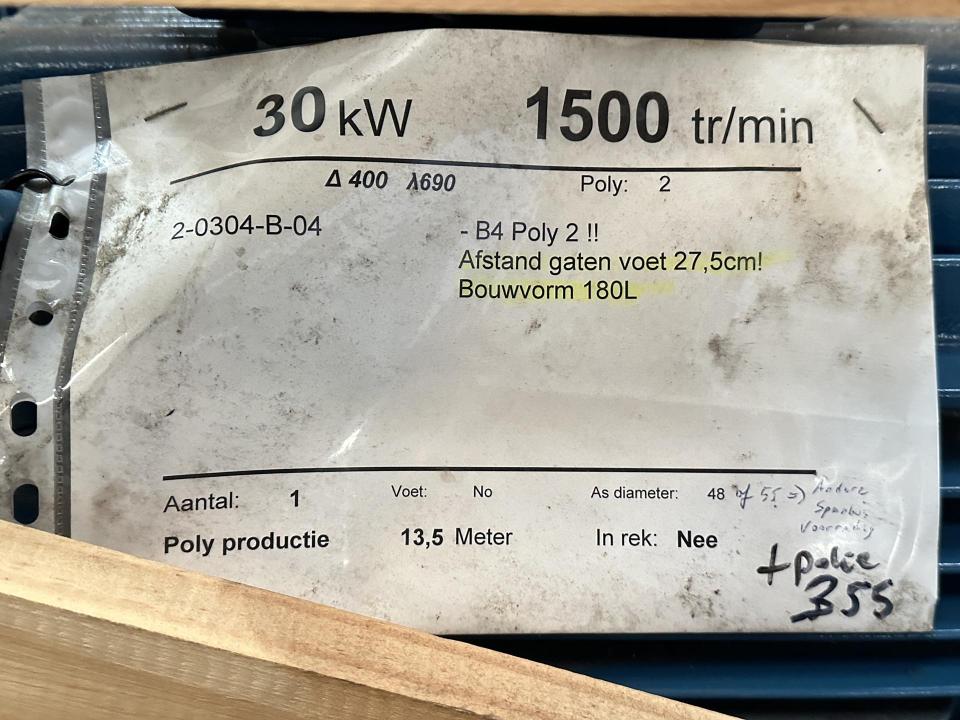 30 kW 1500 tr/min
Δ 400 λ690 Poly: 2
2-0304-B-04 - B4 Poly 2 !!
Afstand gaten voet 27,5cm!
Bouwvorm 180L
Aantal: 1 Voet: No As diameter: 48 of 55 => Andere
Spanbus
Voorradig
Poly productie 13,5 Meter In rek: Nee
+ polie
355